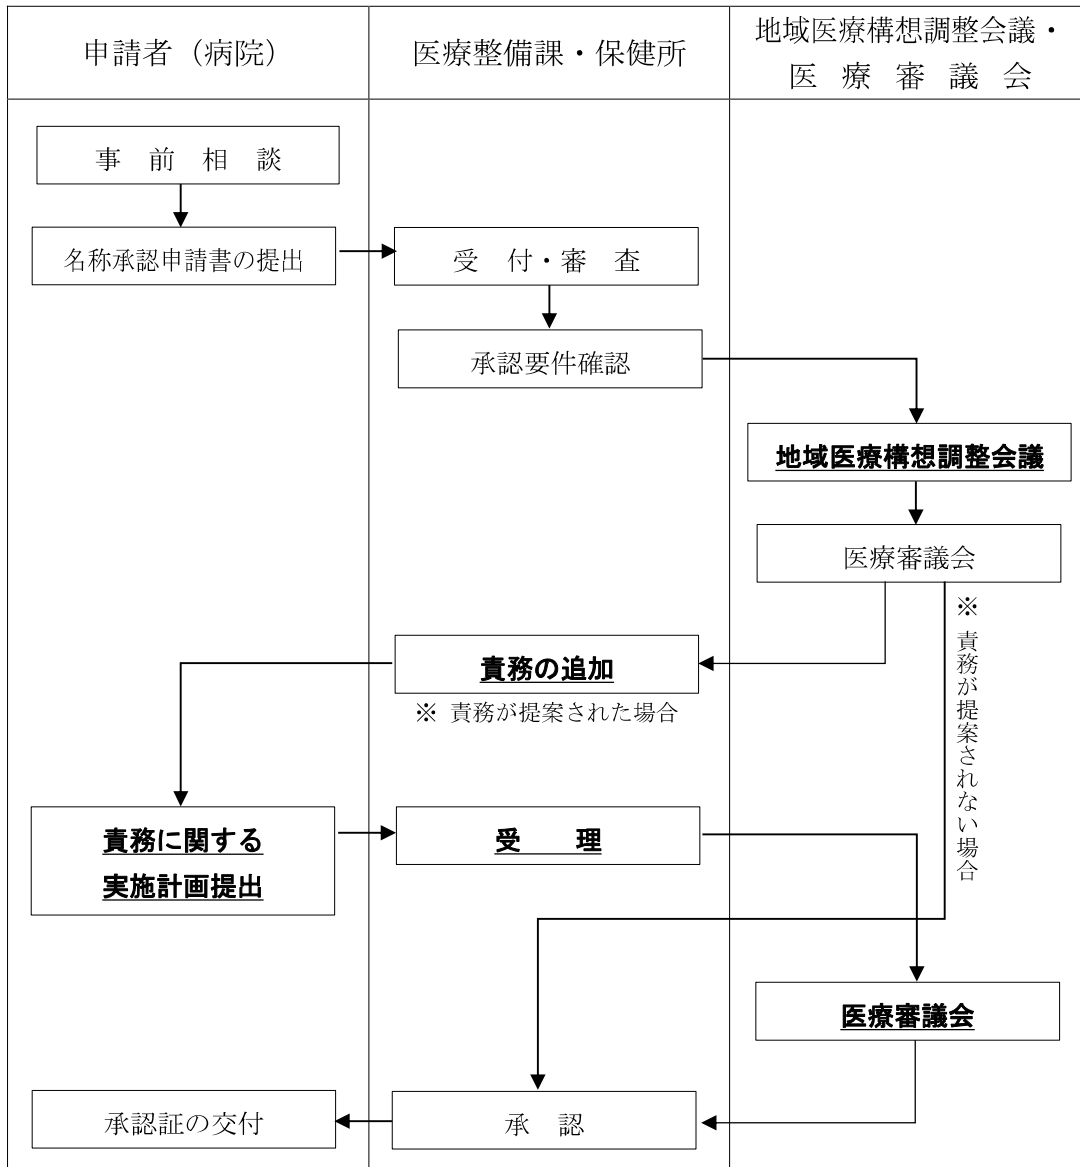 申請者（病院）
医療整備課・保健所
地域医療構想調整会議・
医療審議会
事前相談
名称承認申請書の提出
受付・審査
承認要件確認
地域医療構想調整会議
医療審議会
責務の追加
※ 責務が提案された場合
※ 責務が提案されない場合
責務に関する
実施計画提出
受理
医療審議会
承認
承認証の交付